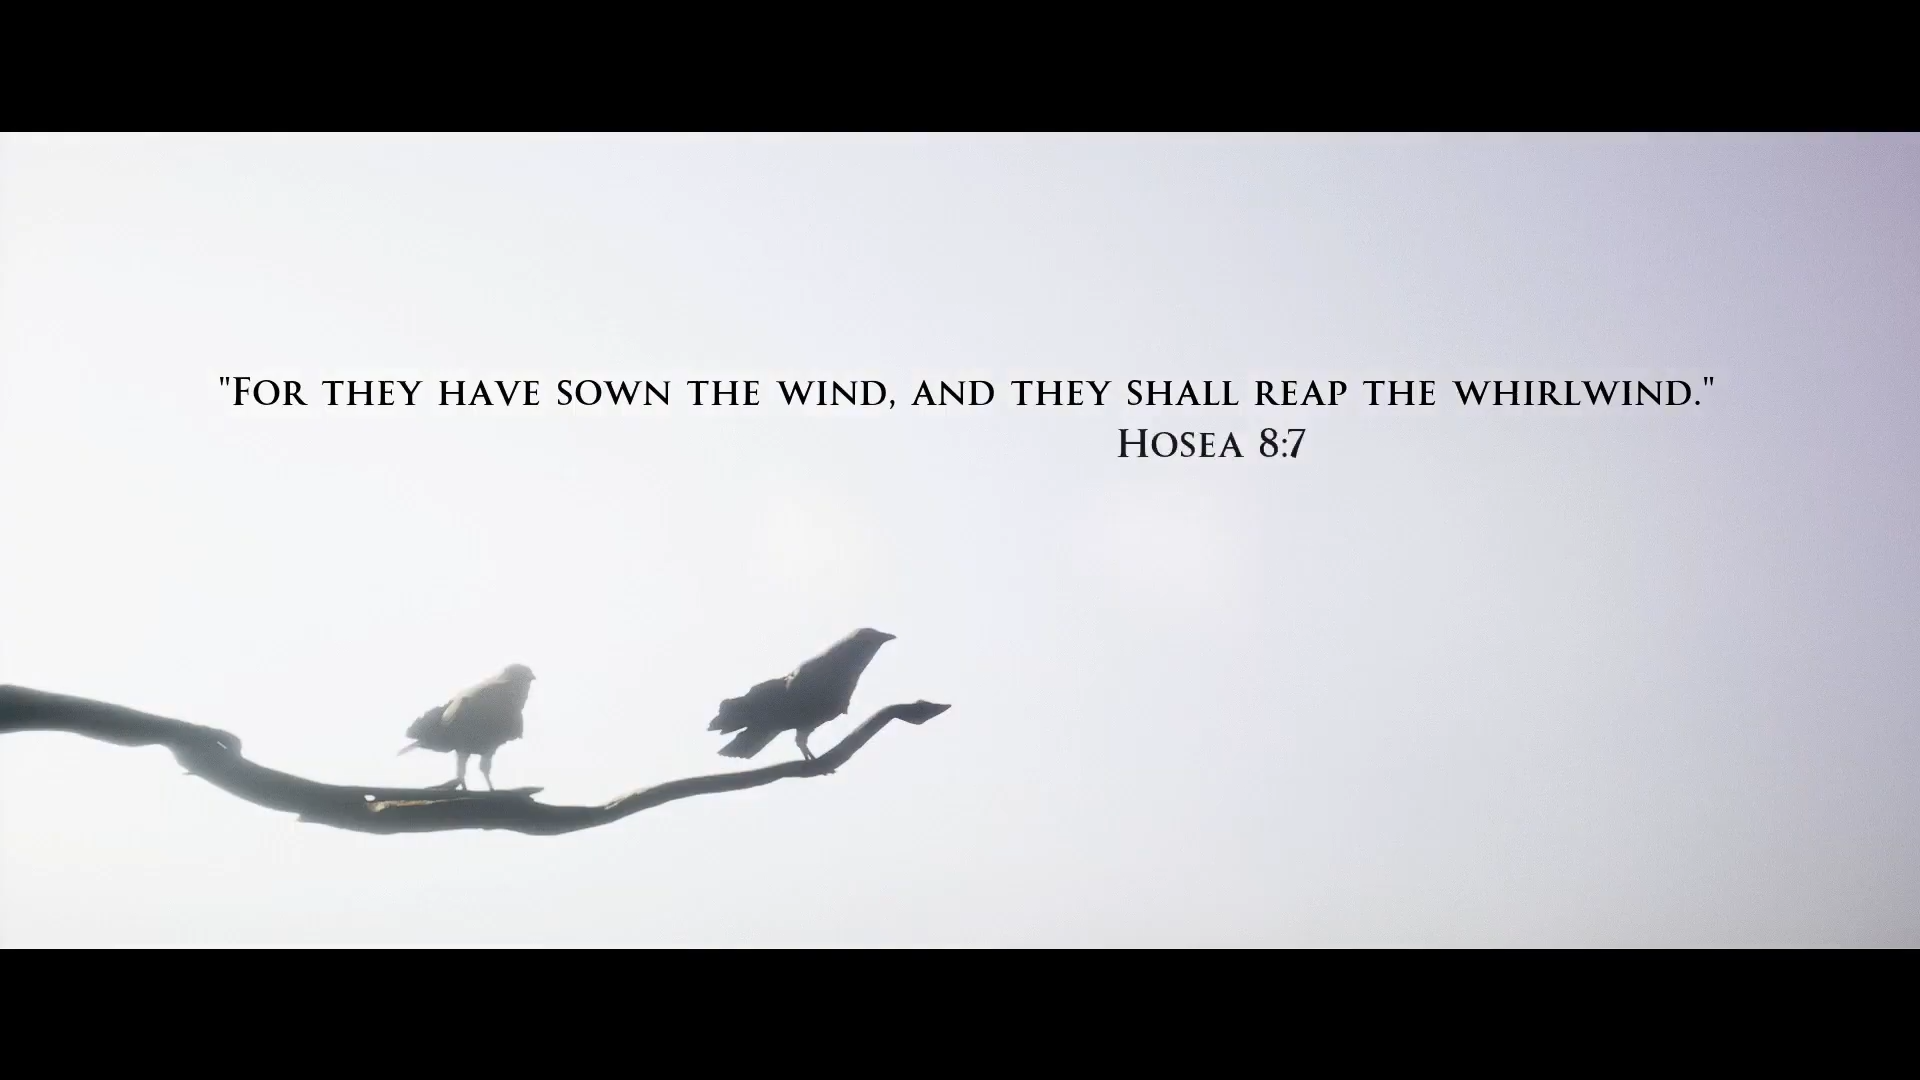 "For they have sown the wind, and they shall reap the whirlwind."
Hosea 8:7